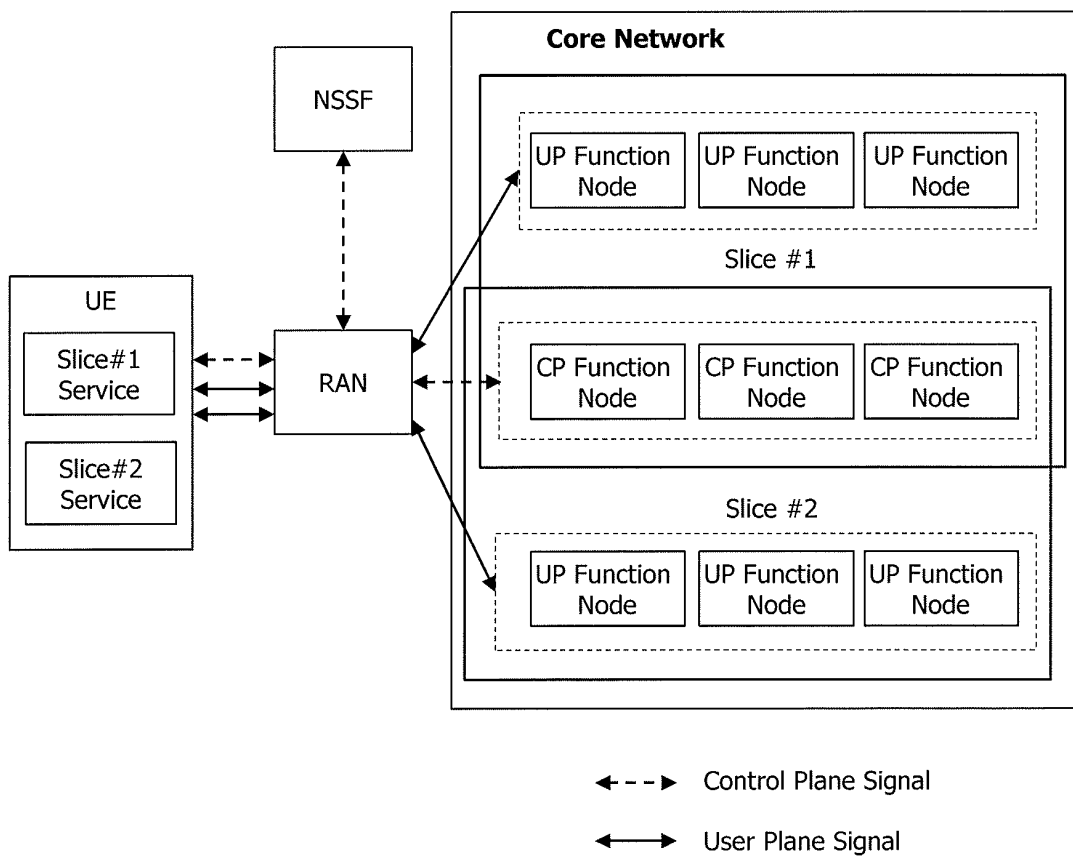 Core Network
NSSF
UP Function
Node
UP Function
Node
UP Function
Node
Slice #1
UE
Slice#1
Service
Slice#2
Service
RAN
CP Function
Node
CP Function
Node
CP Function
Node
Slice #2
UP Function
Node
UP Function
Node
UP Function
Node
Control Plane Signal
User Plane Signal